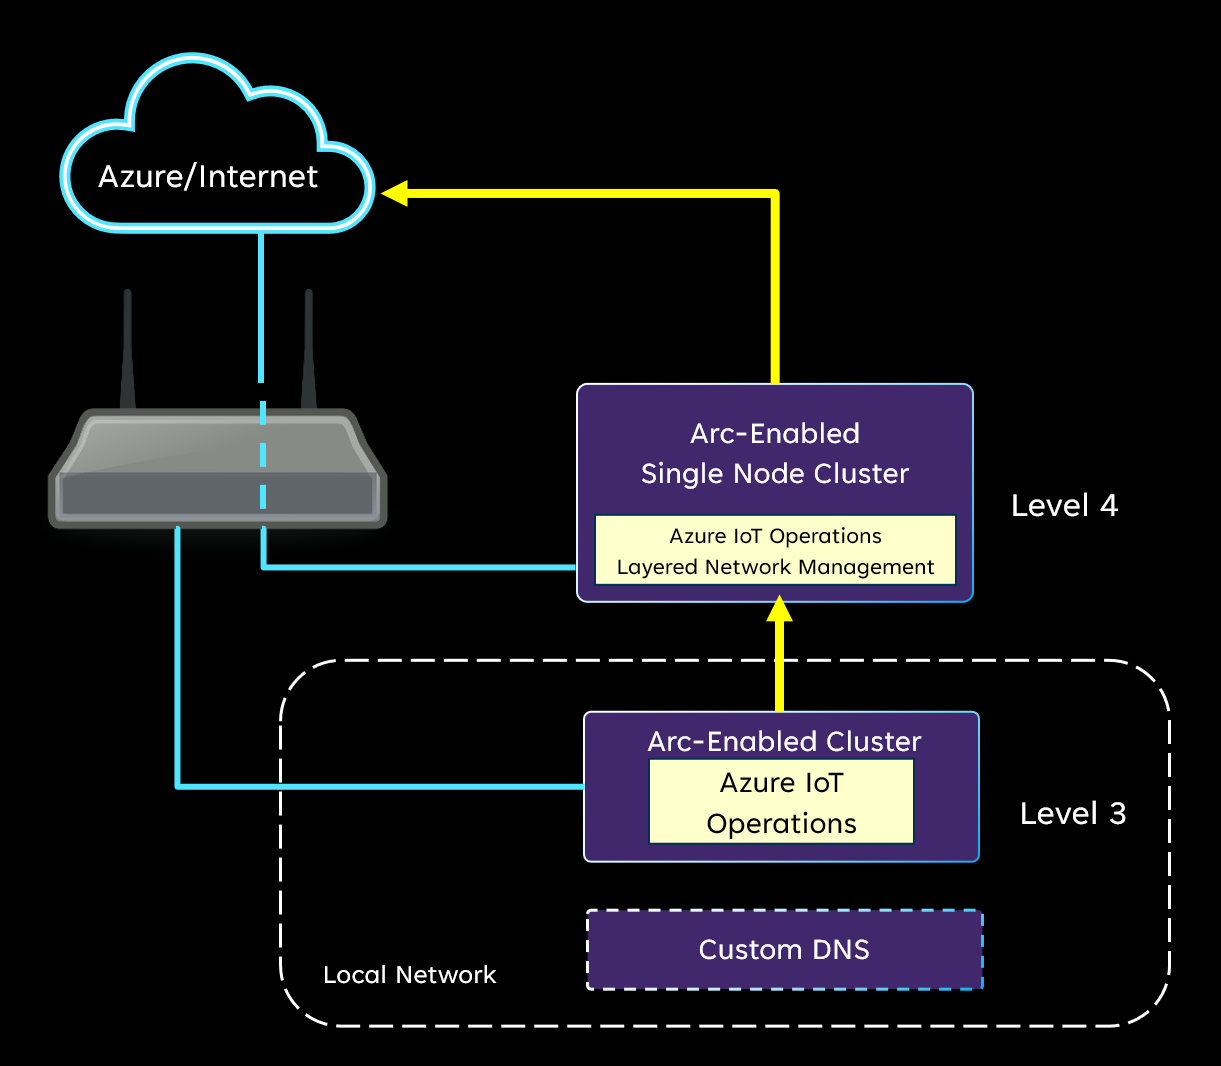 Azure/Internet
Arc-Enabled
Single Node Cluster
Azure IoT Operations
Layered Network Management
Level 4
Arc-Enabled Cluster
Azure IoT
Operations
Level 3
Custom DNS
Local Network